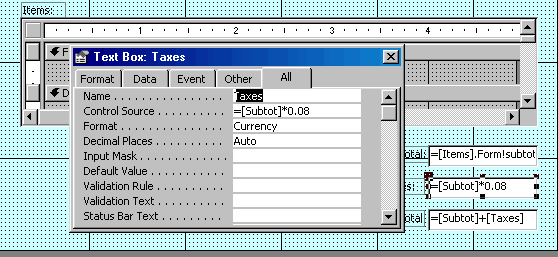 Items:
1 2 3 4
F
Text Box: Taxes
Format Data Event Other All
Name Taxes
Control Source =[Subtot]*0.08
Format Currency
Decimal Places Auto
Input Mask
Default Value
Validation Rule
Validation Text
Status Bar Text
D
otal: =[Items].Form!subtot
es: =[Subtot]*0.08
otal: =[Subtot]+[Taxes]